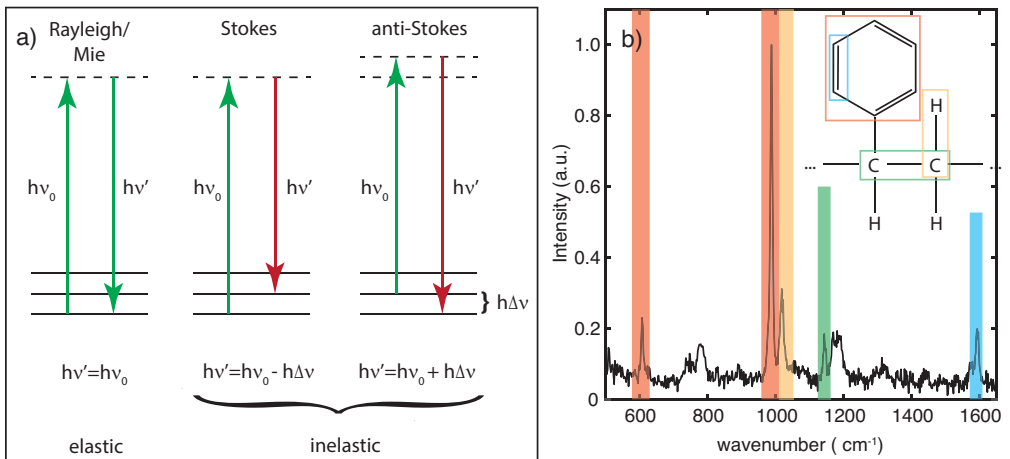 a)
Rayleigh/
Mie
Stokes
anti-Stokes
hν₀
hν'
hν₀
hν'
hν₀
hν'
} hΔν
hν'=hν₀
hν'=hν₀ - hΔν
hν'=hν₀ + hΔν
elastic
inelastic
b)
Intensity (a.u.)
1.0
0.8
0.6
0.4
0.2
0
600
800
1000
1200
1400
1600
wavenumber ( cm⁻¹)
H
... C C ...
H
H